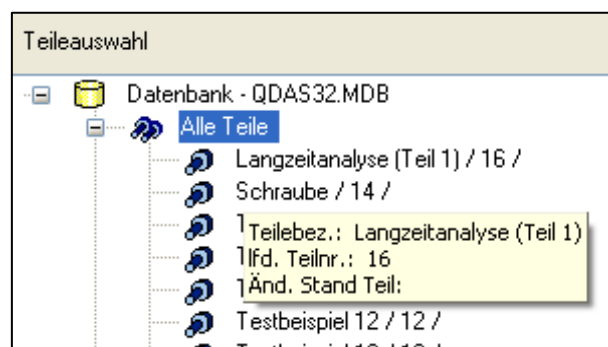 Teileauswahl
Datenbank - QDAS32.MDB
Alle Teile
Langzeitanalyse (Teil 1) / 16 /
Schraube / 14 /
Teilebez.: Langzeitanalyse (Teil 1)
lfd. Teilnr.: 16
Änd. Stand Teil:
Testbeispiel 12 / 12 /